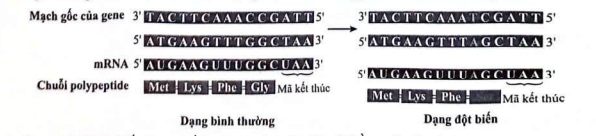 Mạch gốc của gene 3' TACTTCAAACCGATT 5'
5' ATGAAGTTTGGCTAA 3'
mRNA 5' AUGAAGUUUGGCUAA 3'
Chuỗi polypeptide Met Lys Phe Gly Mã kết thúc
Dạng bình thường
3' TACTTCAAATCGATT 5'
5' ATGAAGTTTAGCTAA 3'
5' AUGAAGUUUAGCUAA 3'
Met Lys Phe Mã kết thúc
Dạng đột biến